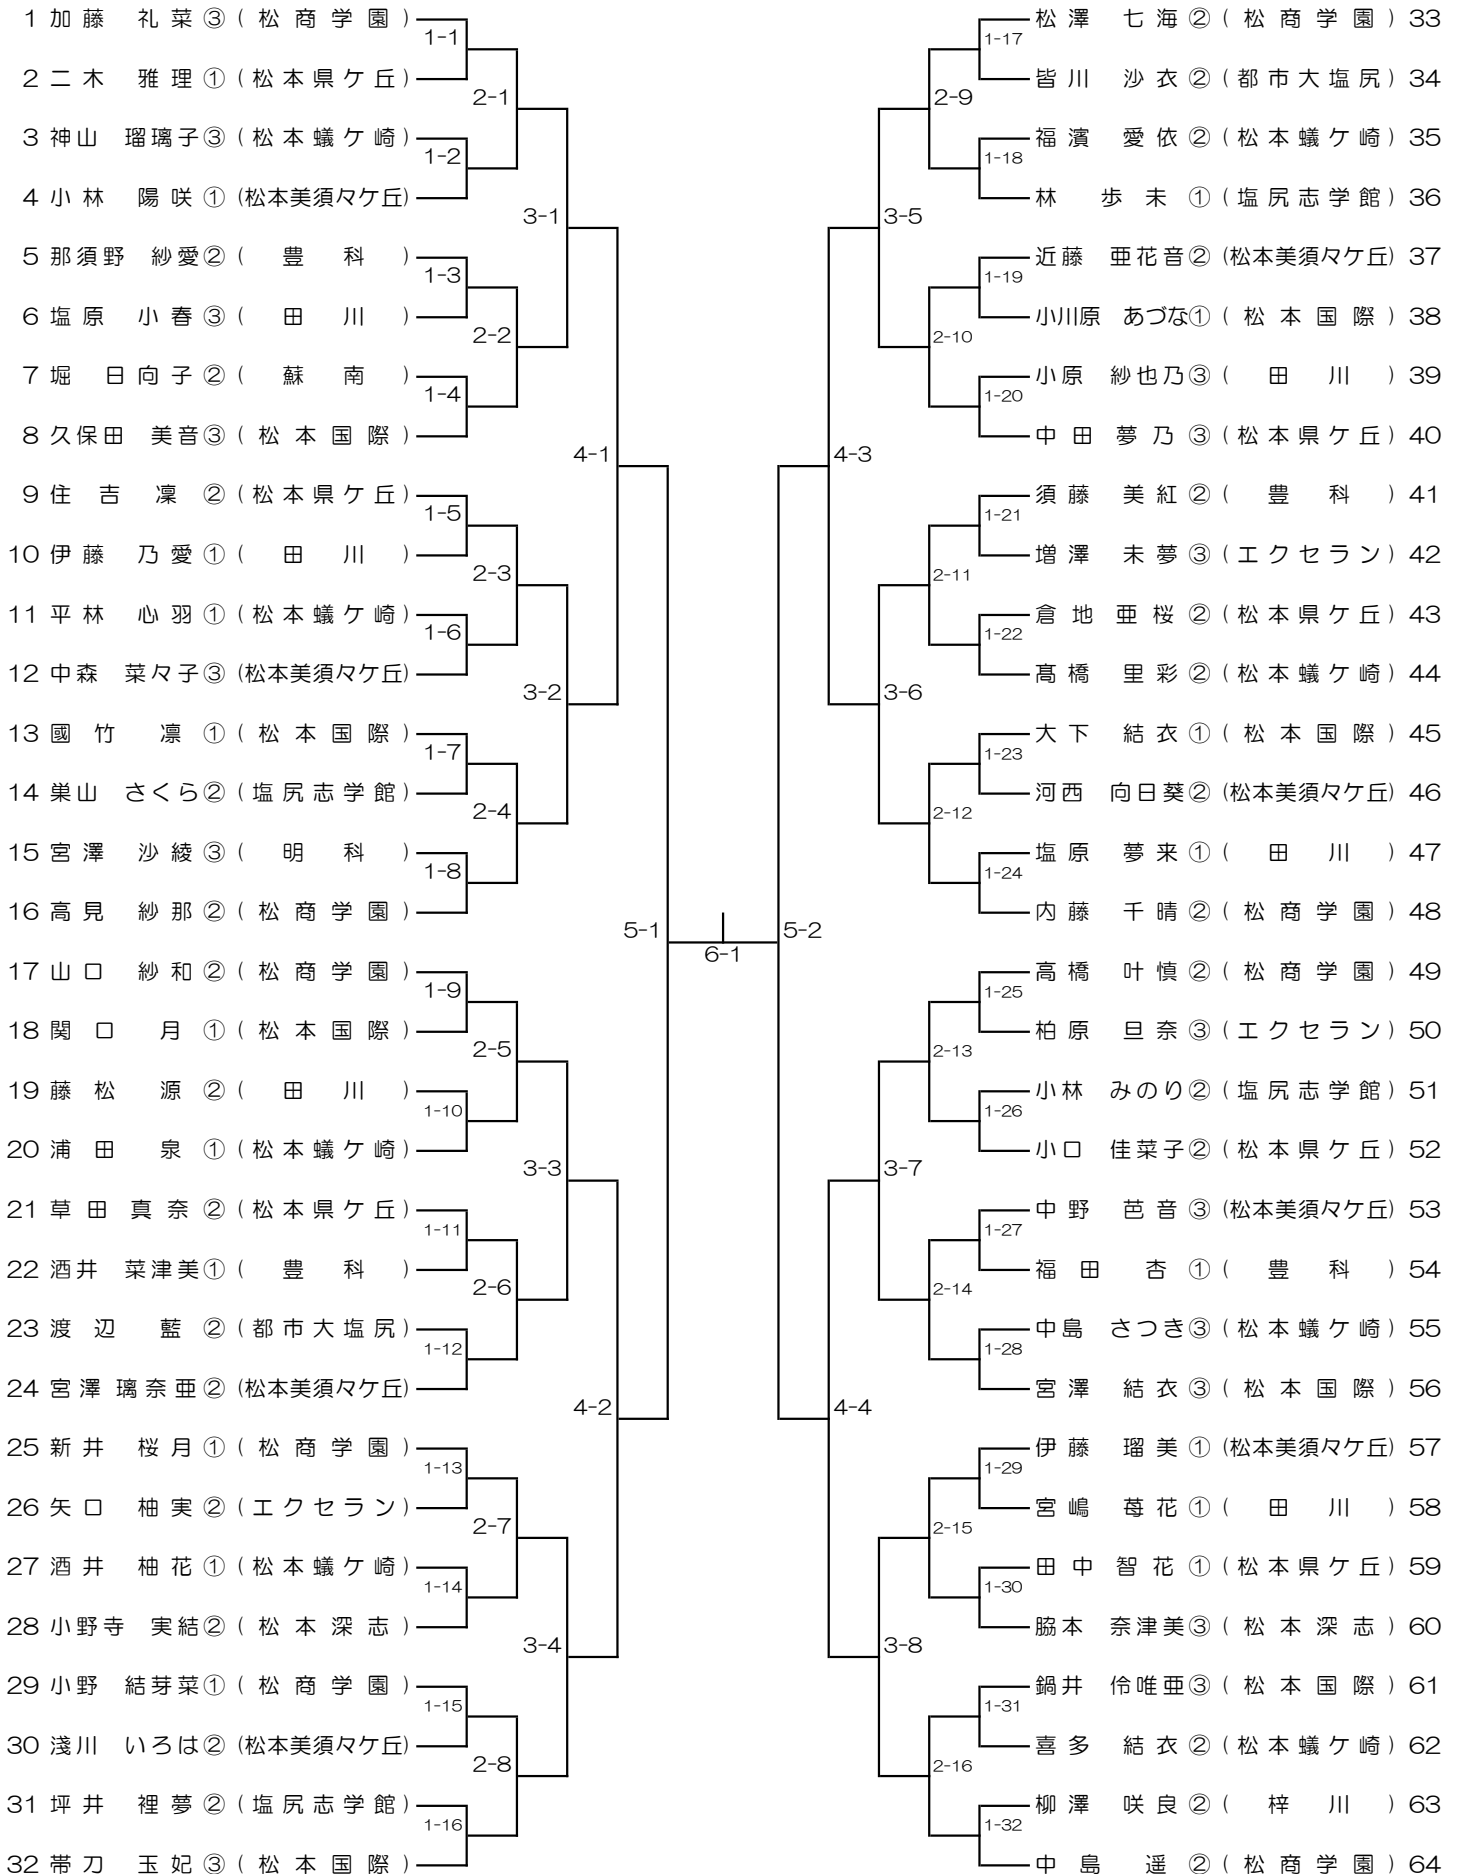 1 加藤 礼菜③(松商学園)
1-1
2 二木 雅理①(松本県ケ丘)
2-1
3 神山 瑠璃子③(松本蟻ケ崎)
1-2
4 小林 陽咲①(松本美須々ケ丘)
3-1
5 那須野 紗愛②(豊科)
1-3
6 塩原 小春③(田川)
2-2
7 堀 日向子②(蘇南)
1-4
8 久保田 美音③(松本国際)
4-1
9 住吉 凜②(松本県ケ丘)
1-5
10 伊藤 乃愛①(田川)
2-3
11 平林 心羽①(松本蟻ケ崎)
1-6
12 中森 菜々子③(松本美須々ケ丘)
3-2
13 國竹 凛①(松本国際)
1-7
14 巣山 さくら②(塩尻志学館)
2-4
15 宮澤 沙綾③(明科)
1-8
16 高見 紗那②(松商学園)
5-1
17 山口 紗和②(松商学園)
1-9
18 関口 月①(松本国際)
2-5
19 藤松 源②(田川)
1-10
20 浦田 泉①(松本蟻ケ崎)
3-3
21 草田 真奈②(松本県ケ丘)
1-11
22 酒井 菜津美①(豊科)
2-6
23 渡辺 藍②(都市大塩尻)
1-12
24 宮澤 璃奈亜②(松本美須々ケ丘)
4-2
25 新井 桜月①(松商学園)
1-13
26 矢口 柚実②(エクセラン)
2-7
27 酒井 柚花①(松本蟻ケ崎)
1-14
28 小野寺 実結②(松本深志)
3-4
29 小野 結芽菜①(松商学園)
1-15
30 淺川 いろは②(松本美須々ケ丘)
2-8
31 坪井 裡夢②(塩尻志学館)
1-16
32 帯刀 玉妃③(松本国際)
6-1
松澤 七海②(松商学園)33
1-17
皆川 沙衣②(都市大塩尻)34
2-9
福濱 愛依②(松本蟻ケ崎)35
1-18
林 歩未①(塩尻志学館)36
3-5
近藤 亜花音②(松本美須々ケ丘)37
1-19
小川原 あづな①(松本国際)38
2-10
小原 紗也乃③(田川)39
1-20
中田 夢乃③(松本県ケ丘)40
4-3
須藤 美紅②(豊科)41
1-21
増澤 未夢③(エクセラン)42
2-11
倉地 亜桜②(松本県ケ丘)43
1-22
髙橋 里彩②(松本蟻ケ崎)44
3-6
大下 結衣①(松本国際)45
1-23
河西 向日葵②(松本美須々ケ丘)46
2-12
塩原 夢来①(田川)47
1-24
内藤 千晴②(松商学園)48
5-2
高橋 叶慎②(松商学園)49
1-25
柏原 旦奈③(エクセラン)50
2-13
小林 みのり②(塩尻志学館)51
1-26
小口 佳菜子②(松本県ケ丘)52
3-7
中野 芭音③(松本美須々ケ丘)53
1-27
福田 杏①(豊科)54
2-14
中島 さつき③(松本蟻ケ崎)55
1-28
宮澤 結衣③(松本国際)56
4-4
伊藤 瑠美①(松本美須々ケ丘)57
1-29
宮嶋 苺花①(田川)58
2-15
田中 智花①(松本県ケ丘)59
1-30
脇本 奈津美③(松本深志)60
3-8
鍋井 伶唯亜③(松本国際)61
1-31
喜多 結衣②(松本蟻ケ崎)62
2-16
柳澤 咲良②(梓川)63
1-32
中島 遥②(松商学園)64